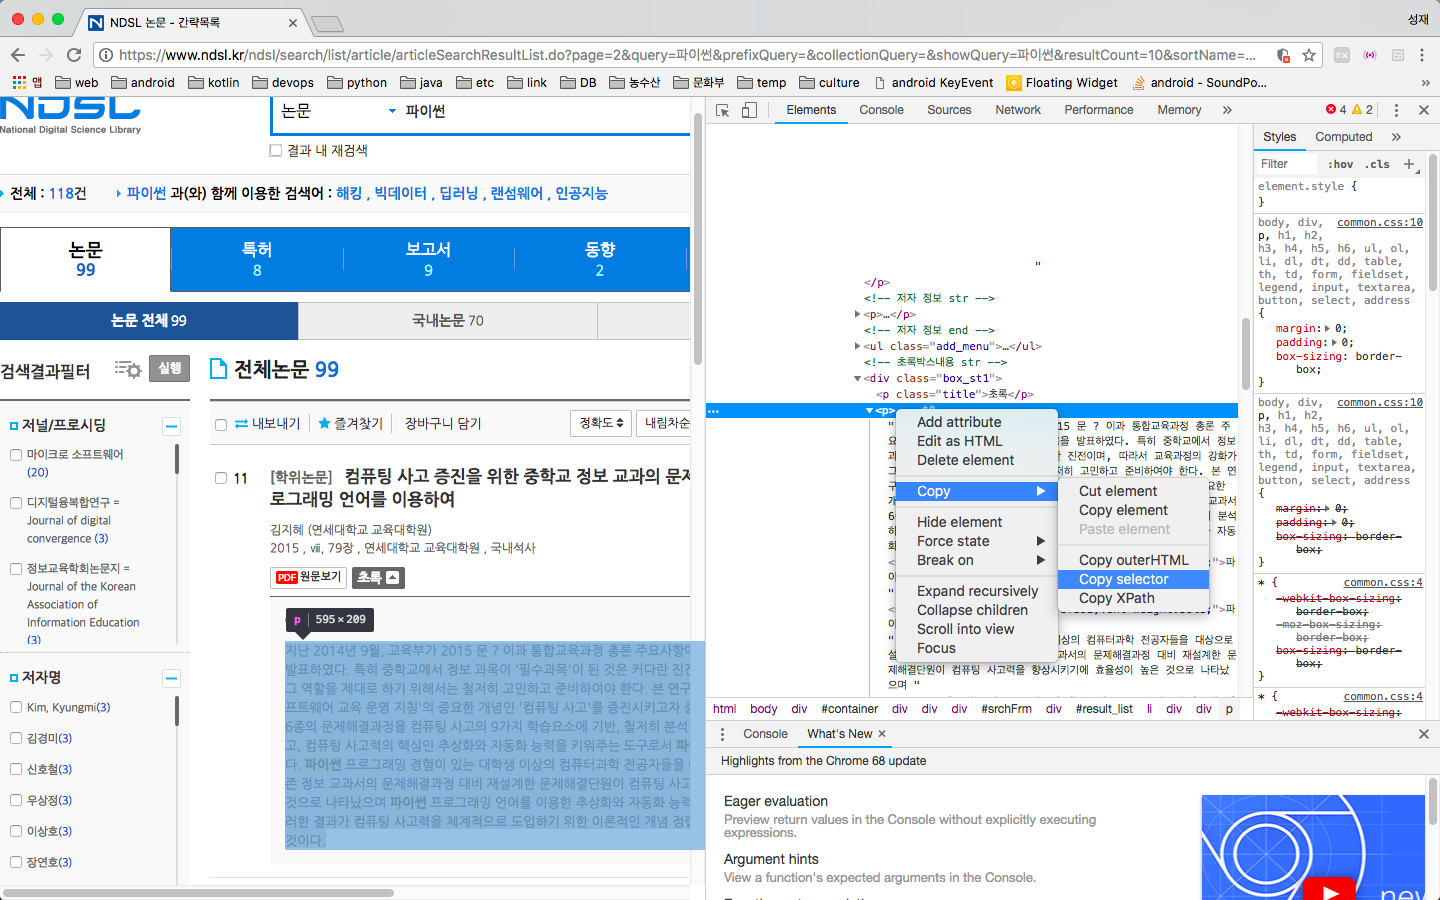 NDSL 논문 - 간략목록
성재
https://www.ndsl.kr/ndsl/search/list/article/articleSearchResultList.do?page=2&query=파이썬&prefixQuery=&collectionQuery=&showQuery=파이썬&resultCount=10&sortName=...
앱 web android kotlin devops python java etc link DB 농수산 문화부 temp culture android KeyEvent Floating Widget android - SoundPo... »
NDSL
National Digital Science Library
논문 파이썬
결과 내 재검색
전체 : 118건 파이썬 과(와) 함께 이용한 검색어 : 해킹 , 빅데이터 , 딥러닝 , 랜섬웨어 , 인공지능
논문 특허 보고서 동향
99 8 9 2
논문 전체 99 국내논문 70
검색결과필터 실행
전체논문 99
내보내기 즐겨찾기 장바구니 담기 정확도 내림차순
저널/프로시딩
마이크로 소프트웨어
(20)
디지털융복합연구 =
Journal of digital
convergence (3)
정보교육학회논문지 =
Journal of the Korean
Association of
Information Education
(3)
저자명
Kim, Kyungmi(3)
김경미(3)
신호철(3)
우상정(3)
이상호(3)
장연호(3)
11 [학위논문] 컴퓨팅 사고 증진을 위한 중학교 정보 교과의 문제
로그래밍 언어를 이용하여
김지혜 (연세대학교 교육대학원)
2015 , ⅷ, 79장 , 연세대학교 교육대학원 , 국내석사
PDF 원문보기 초록
p 595 × 209
지난 2014년 9월, 교육부가 2015 문 ? 이과 통합교육과정 총론 주요사항
발표하였다. 특히 중학교에서 정보 과목이 '필수과목'이 된 것은 커다란 진전
그 역할을 제대로 하기 위해서는 철저히 고민하고 준비하여야 한다. 본 연구
프트웨어 교육 운영 지침'의 중요한 개념인 '컴퓨팅 사고'를 증진시키고자 중
6종의 문제해결과정을 컴퓨팅 사고의 9가지 학습요소에 기반, 철저히 분석
고, 컴퓨팅 사고력의 핵심인 추상화와 자동화 능력을 키워주는 도구로서 파
다. 파이썬 프로그래밍 경험이 있는 대학생 이상의 컴퓨터과학 전공자들을
존 정보 교과서의 문제해결과정 대비 재설계한 문제해결단원이 컴퓨팅 사고
것으로 나타났으며 파이썬 프로그래밍 언어를 이용한 추상화와 자동화 능력
러한 결과가 컴퓨팅 사고력을 체계적으로 도입하기 위한 이론적인 개념 정립
것이다.
Elements Console Sources Network Performance Memory » 4 2
"
</p>
<!-- 저자 정보 str -->
<p>…</p>
<!-- 저자 정보 end -->
<ul class="add_menu">…</ul>
<!-- 초록박스내용 str -->
<div class="box_st1">
<p class="title">초록</p>
<p>
15 문 ? 이과 통합교육과정 총론 주
을 발표하였다. 특히 중학교에서 정보
진전이며, 따라서 교육과정의 강화가
저히 고민하고 준비하여야 한다. 본 연
">파
">파
이상의 컴퓨터과학 전공자들을 대상으로
과서의 문제해결과정 대비 재설계한 문
제해결단원이 컴퓨팅 사고력을 향상시키기에 효율성이 높은 것으로 나타났
으며 "
Add attribute
Edit as HTML
Delete element
Copy
Hide element
Force state
Break on
Expand recursively
Collapse children
Scroll into view
Focus
Cut element
Copy element
Paste element
Copy outerHTML
Copy selector
Copy XPath
html body div #container div div div #srchFrm div #result_list li div div p
Styles Computed »
Filter :hov .cls +
element.style {
}
body, div, common.css:10
p, h1, h2,
h3, h4, h5, h6, ul, ol,
li, dl, dt, dd, table,
th, td, form, fieldset,
legend, input, textarea,
button, select, address
{
margin: 0;
padding: 0;
box-sizing: border-
box;
}
body, div, common.css:10
p, h1, h2,
h3, h4, h5, h6, ul, ol,
li, dl, dt, dd, table,
th, td, form, fieldset,
legend, input, textarea,
button, select, address
{
margin: 0;
padding: 0;
box-sizing: border-
box;
}
* { common.css:4
-webkit-box-sizing:
border-box;
-moz-box-sizing:
border-box;
box-sizing: border-
box;
}
* { common.css:4
-webkit-box-sizing:
Console What's New ×
Highlights from the Chrome 68 update
Eager evaluation
Preview return values in the Console without explicitly executing
expressions.
Argument hints
View a function's expected arguments in the Console.